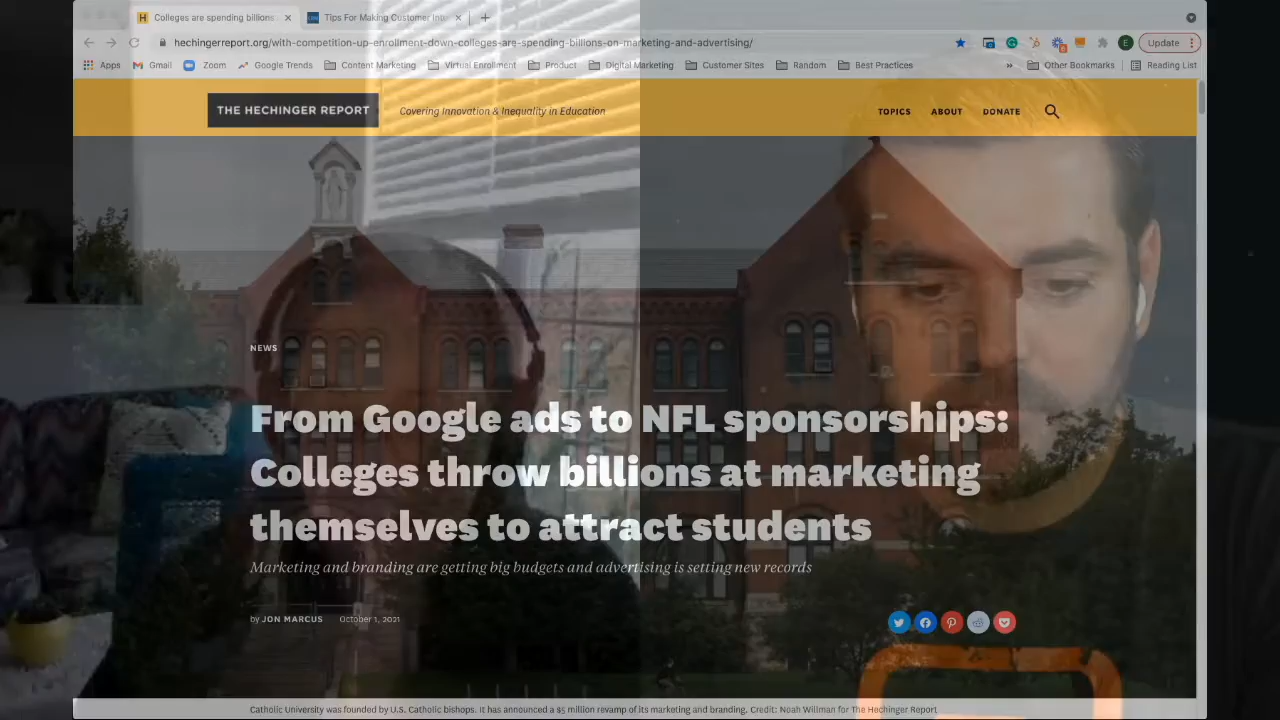 Colleges are spending billions
Tips For Making Customer Inte
hechingerreport.org/with-competition-up-enrollment-down-colleges-are-spending-billions-on-marketing-and-advertising/
E
Update
Apps
Gmail
Zoom
Google Trends
Content Marketing
Virtual Enrollment
Product
Digital Marketing
Customer Sites
Random
Best Practices
»
Other Bookmarks
Reading List
THE HECHINGER REPORT
Covering Innovation & Inequality in Education
TOPICS
ABOUT
DONATE
NEWS
From Google ads to NFL sponsorships:
Colleges throw billions at marketing
themselves to attract students
Marketing and branding are getting big budgets and advertising is setting new records
by JON MARCUS
October 1, 2021
Catholic University was founded by U.S. Catholic bishops. It has announced a $5 million revamp of its marketing and branding. Credit: Noah Willman for The Hechinger Report